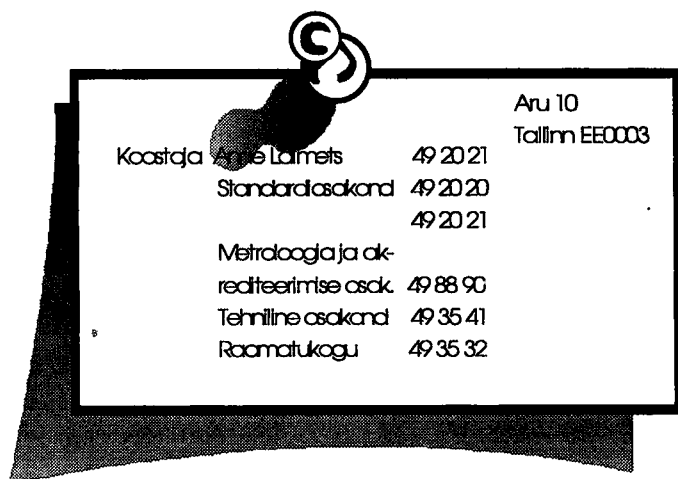 Aru 10
Tallinn EE0003
Koostaja Anne Laimets 49 20 21
Standardiasakond 49 20 20
49 20 21
Metroloogia ja ak-
rediteerimise osak. 49 88 90
Tehniline osakond 49 35 41
Raamatukogu 49 35 32